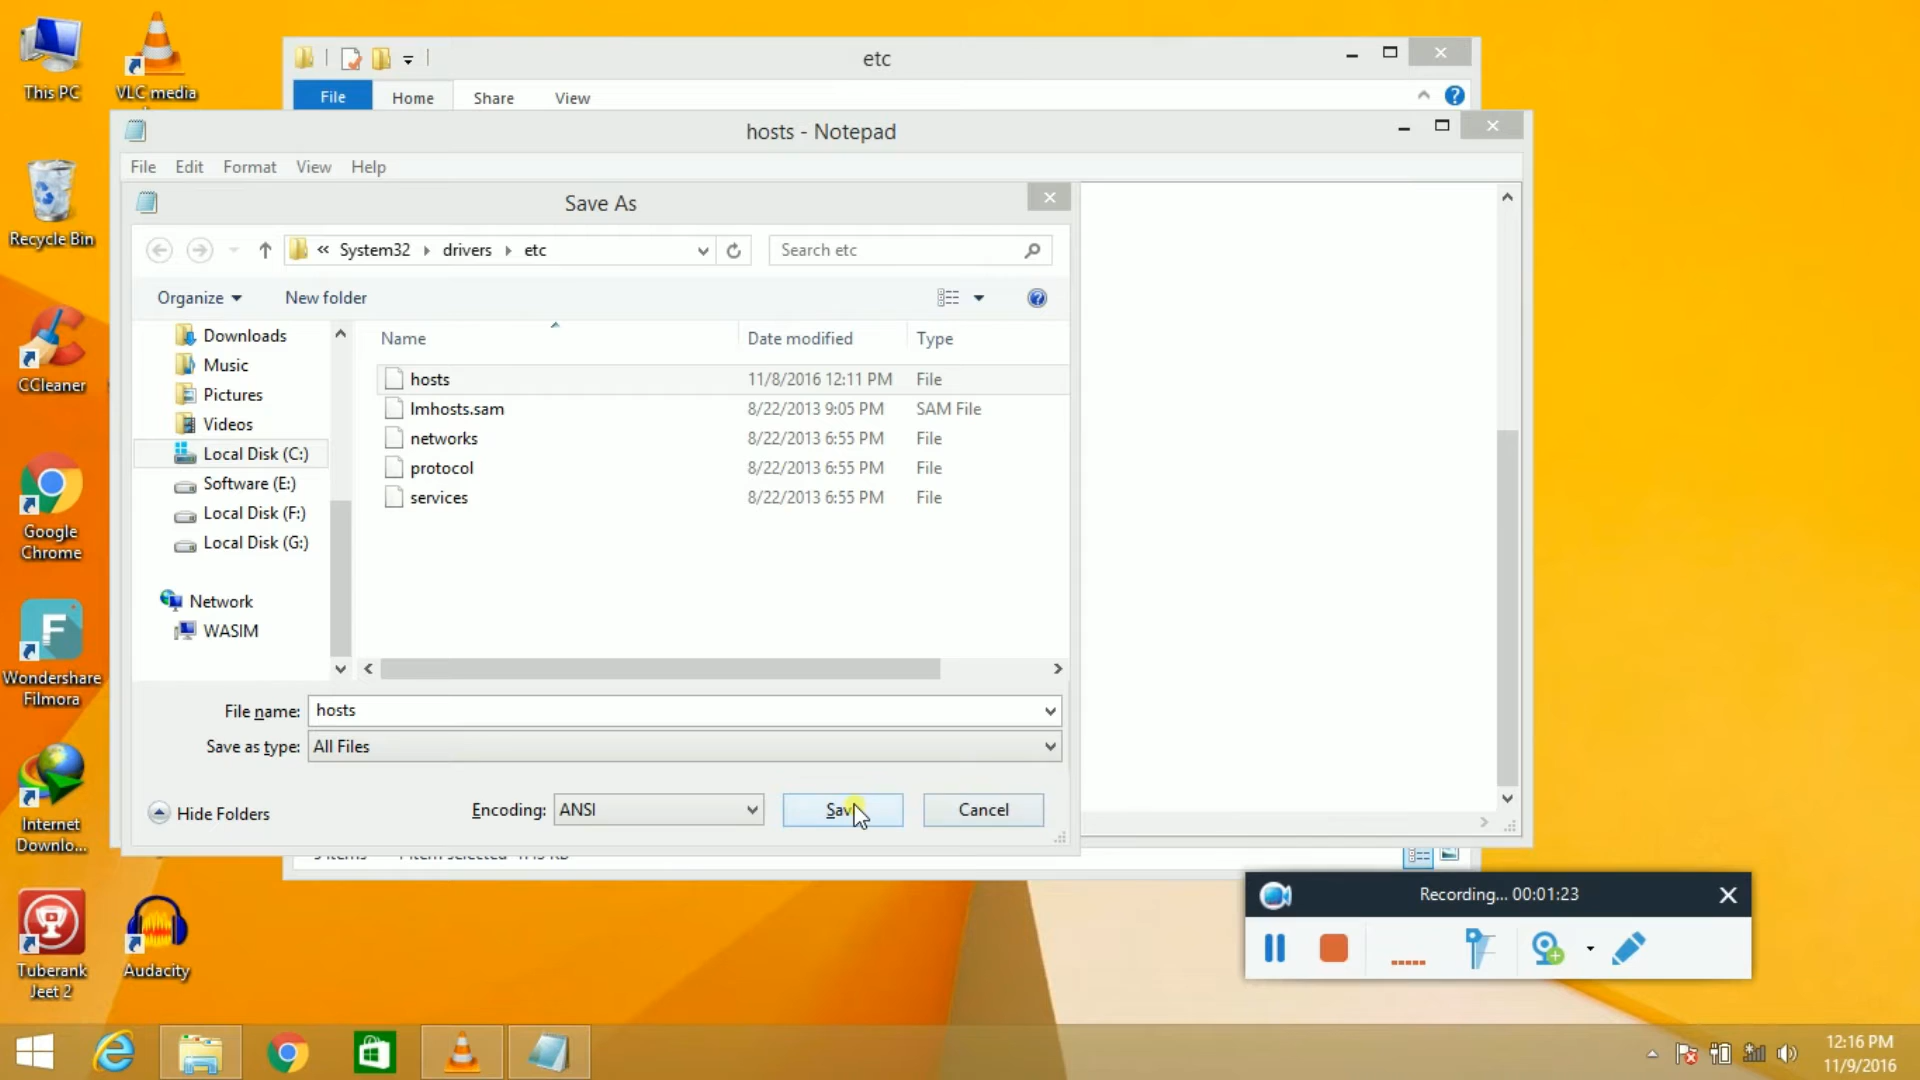 This PC
VLC media
Recycle Bin
CCleaner
Google
Chrome
Wondershare
Filmora
Internet
Downlo...
Tuberank
Jeet 2
Audacity
etc
File
Home
Share
View
hosts - Notepad
File
Edit
Format
View
Help
Save As
« System32
drivers
etc
Search etc
Organize
New folder
Name
Date modified
Type
Downloads
Music
Pictures
Videos
Local Disk (C:)
Software (E:)
Local Disk (F:)
Local Disk (G:)
Network
WASIM
hosts 11/8/2016 12:11 PM File
lmhosts.sam 8/22/2013 9:05 PM SAM File
networks 8/22/2013 6:55 PM File
protocol 8/22/2013 6:55 PM File
services 8/22/2013 6:55 PM File
File name: hosts
Save as type: All Files
Hide Folders
Encoding: ANSI
Save
Cancel
Recording... 00:01:23
12:16 PM
11/9/2016